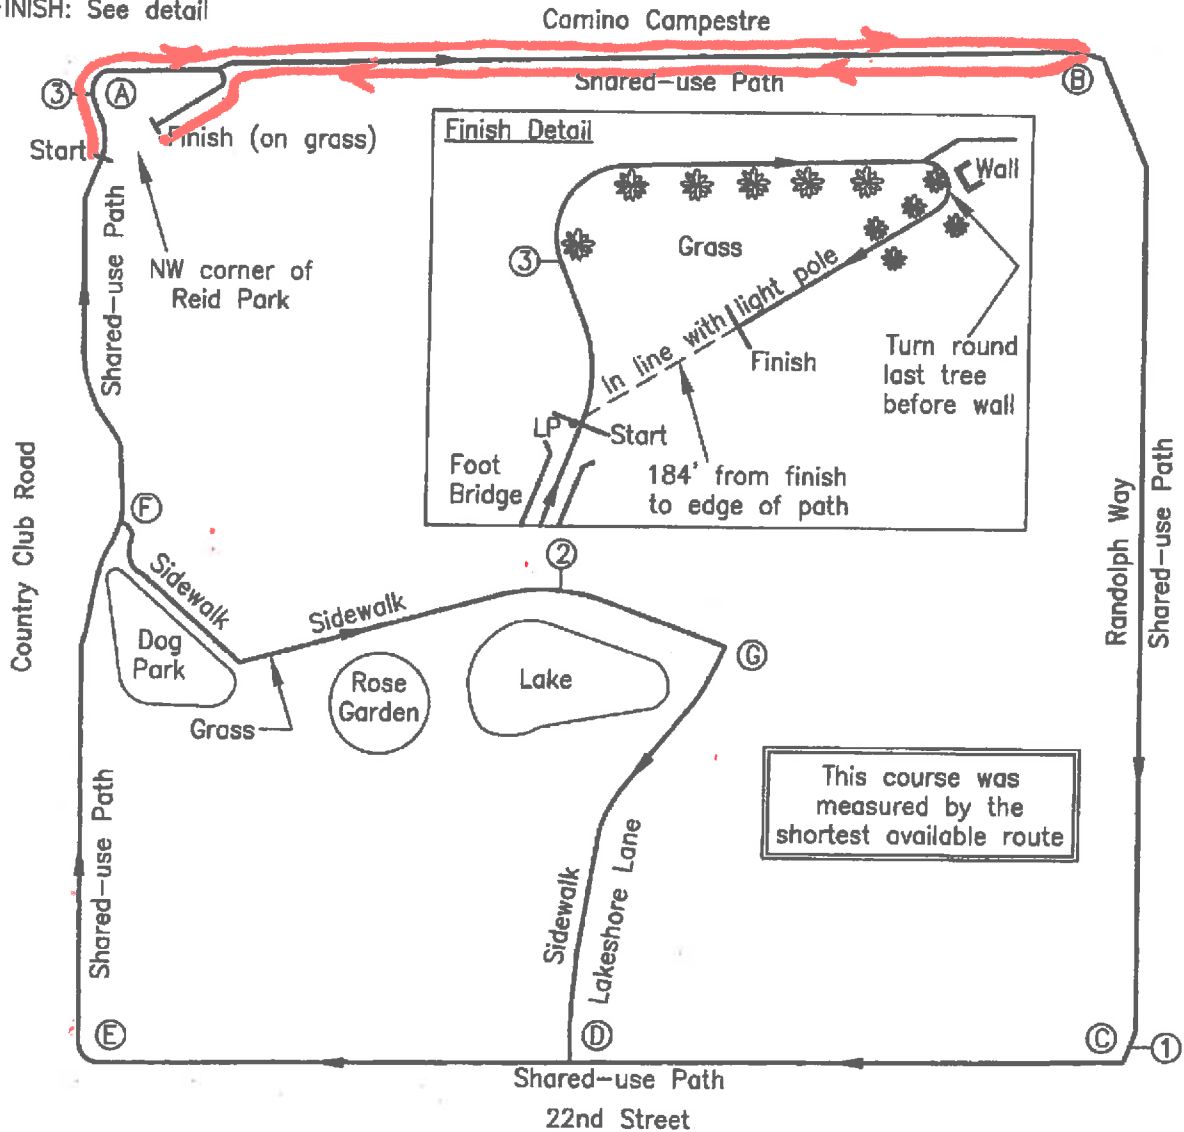 FINISH: See detail
Camino Campestre
Shared-use Path
3
A
B
Start
Finish (on grass)
NW corner of
Reid Park
Shared-use Path
Finish Detail
Wall
Grass
3
In line with light pole
Finish
Turn round
last tree
before wall
LP
Start
Foot
Bridge
184' from finish
to edge of path
Country Club Road
F
Sidewalk
Dog
Park
Grass
Sidewalk
2
Rose
Garden
Lake
G
Randolph Way
Shared-use Path
This course was
measured by the
shortest available route
Shared-use Path
Sidewalk
Lakeshore Lane
E
D
C
1
Shared-use Path
22nd Street